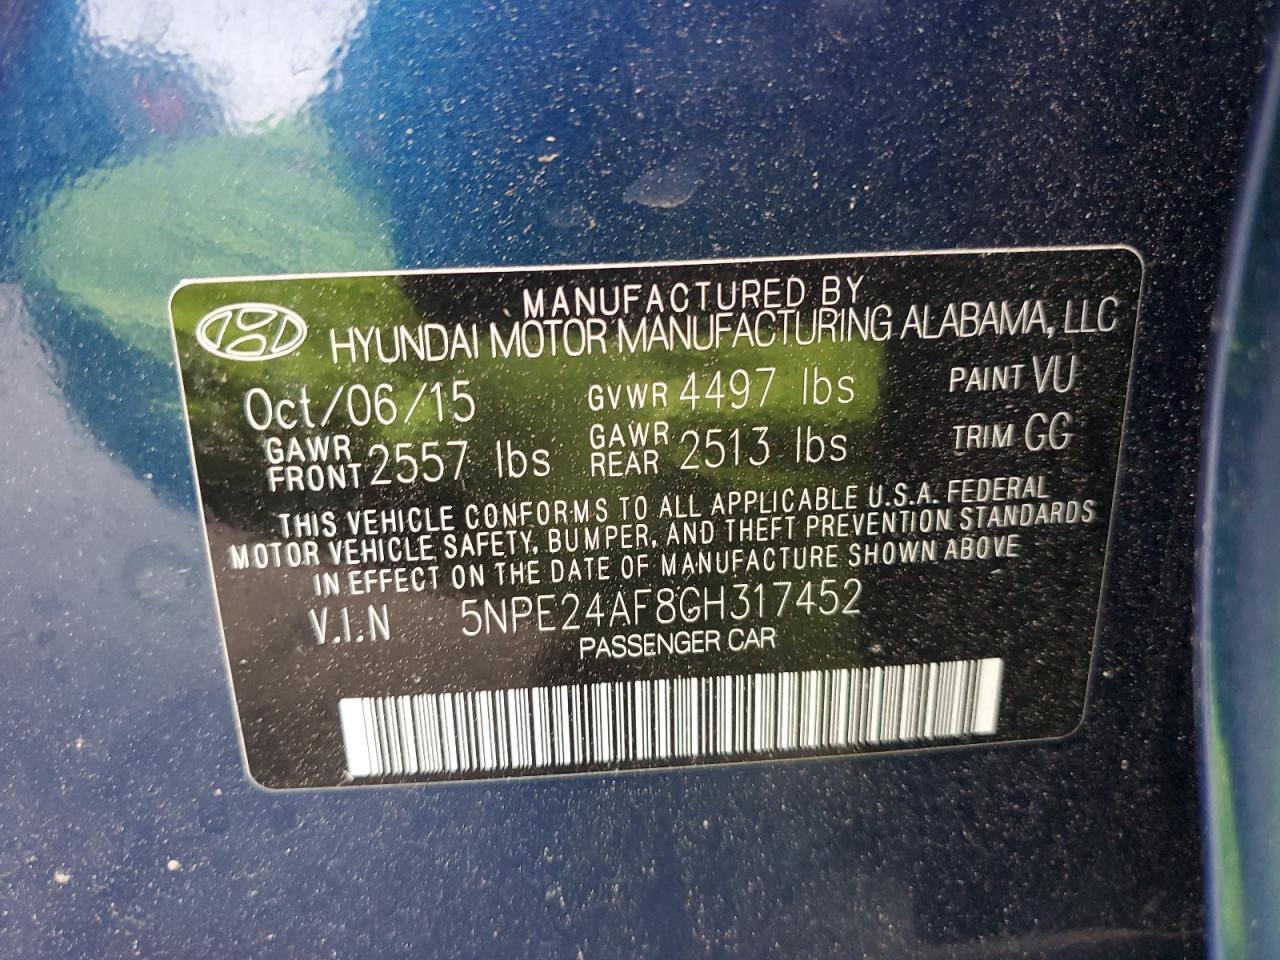 MANUFACTURED BY
HYUNDAI MOTOR MANUFACTURING ALABAMA, LLC
Oct/06/15 GVWR 4497 lbs PAINT VU
GAWR FRONT 2557 lbs GAWR REAR 2513 lbs TRIM GG
THIS VEHICLE CONFORMS TO ALL APPLICABLE U.S.A. FEDERAL
MOTOR VEHICLE SAFETY, BUMPER, AND THEFT PREVENTION STANDARDS
IN EFFECT ON THE DATE OF MANUFACTURE SHOWN ABOVE
V.I.N 5NPE24AF8GH317452
PASSENGER CAR